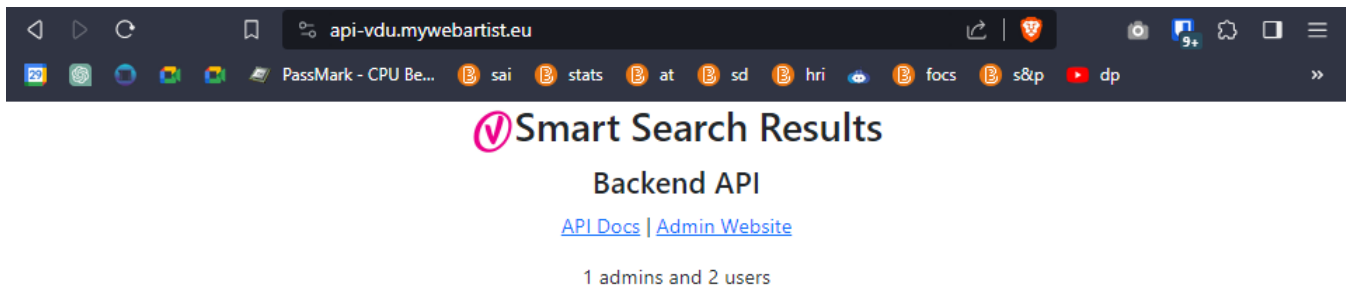 api-vdu.mywebartist.eu
9+
29 PassMark - CPU Be... sai stats at sd hri focs s&p dp »
Smart Search Results
Backend API
API Docs | Admin Website
1 admins and 2 users